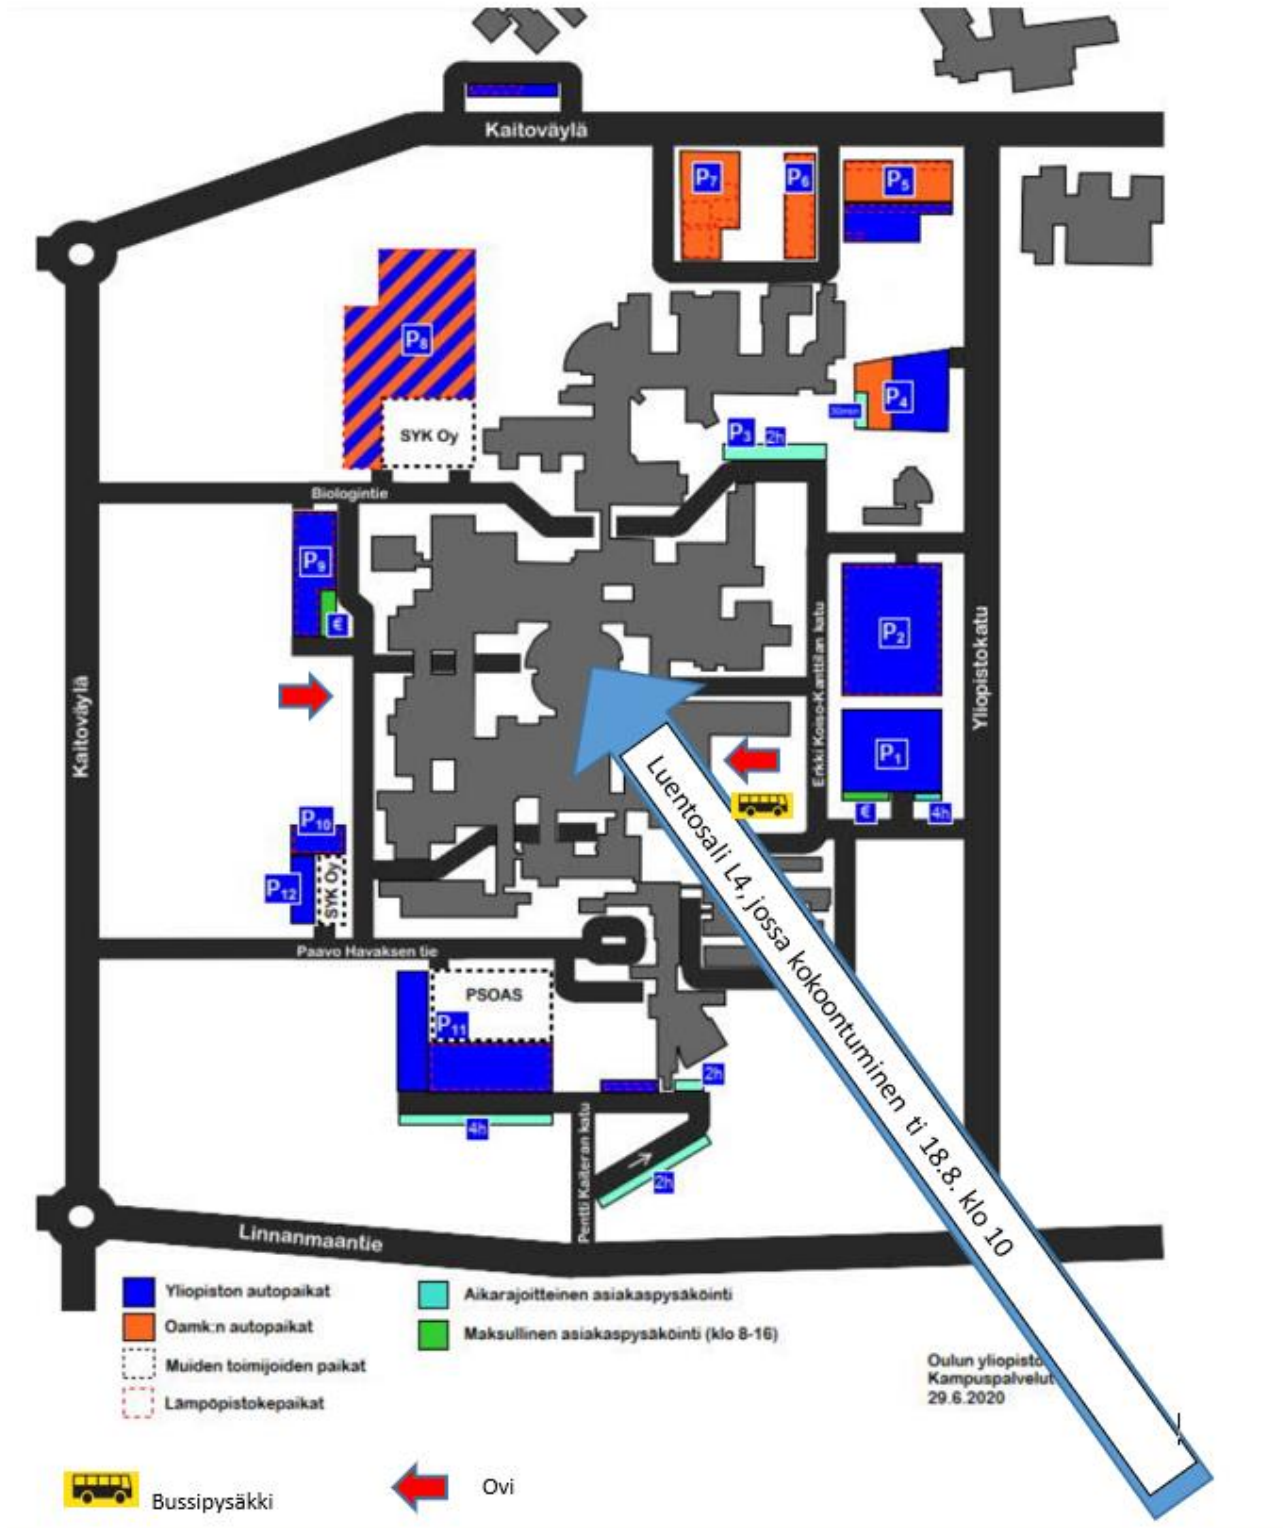 Kaitoväylä
P7
P6
P5
P8
SYK Oy
P4
30min
P3 2h
Biologintie
P9
€
Erkki Koiso-Kanttilan katu
P2
Yliopistokatu
Kaitoväylä
P1
€
4h
P10
P12
SYK Oy
Luentosali L4, jossa kokoontuminen ti 18.8. klo 10
Paavo Havaksen tie
PSOAS
P11
2h
4h
Pentti Kaiteran katu
2h
Linnanmaantie
Yliopiston autopaikat
Oamk:n autopaikat
Muiden toimijoiden paikat
Lämpöpistokepaikat
Aikarajoitteinen asiakaspysäköinti
Maksullinen asiakaspysäköinti (klo 8-16)
Oulun yliopisto
Kampuspalvelut
29.6.2020
Bussipysäkki
Ovi